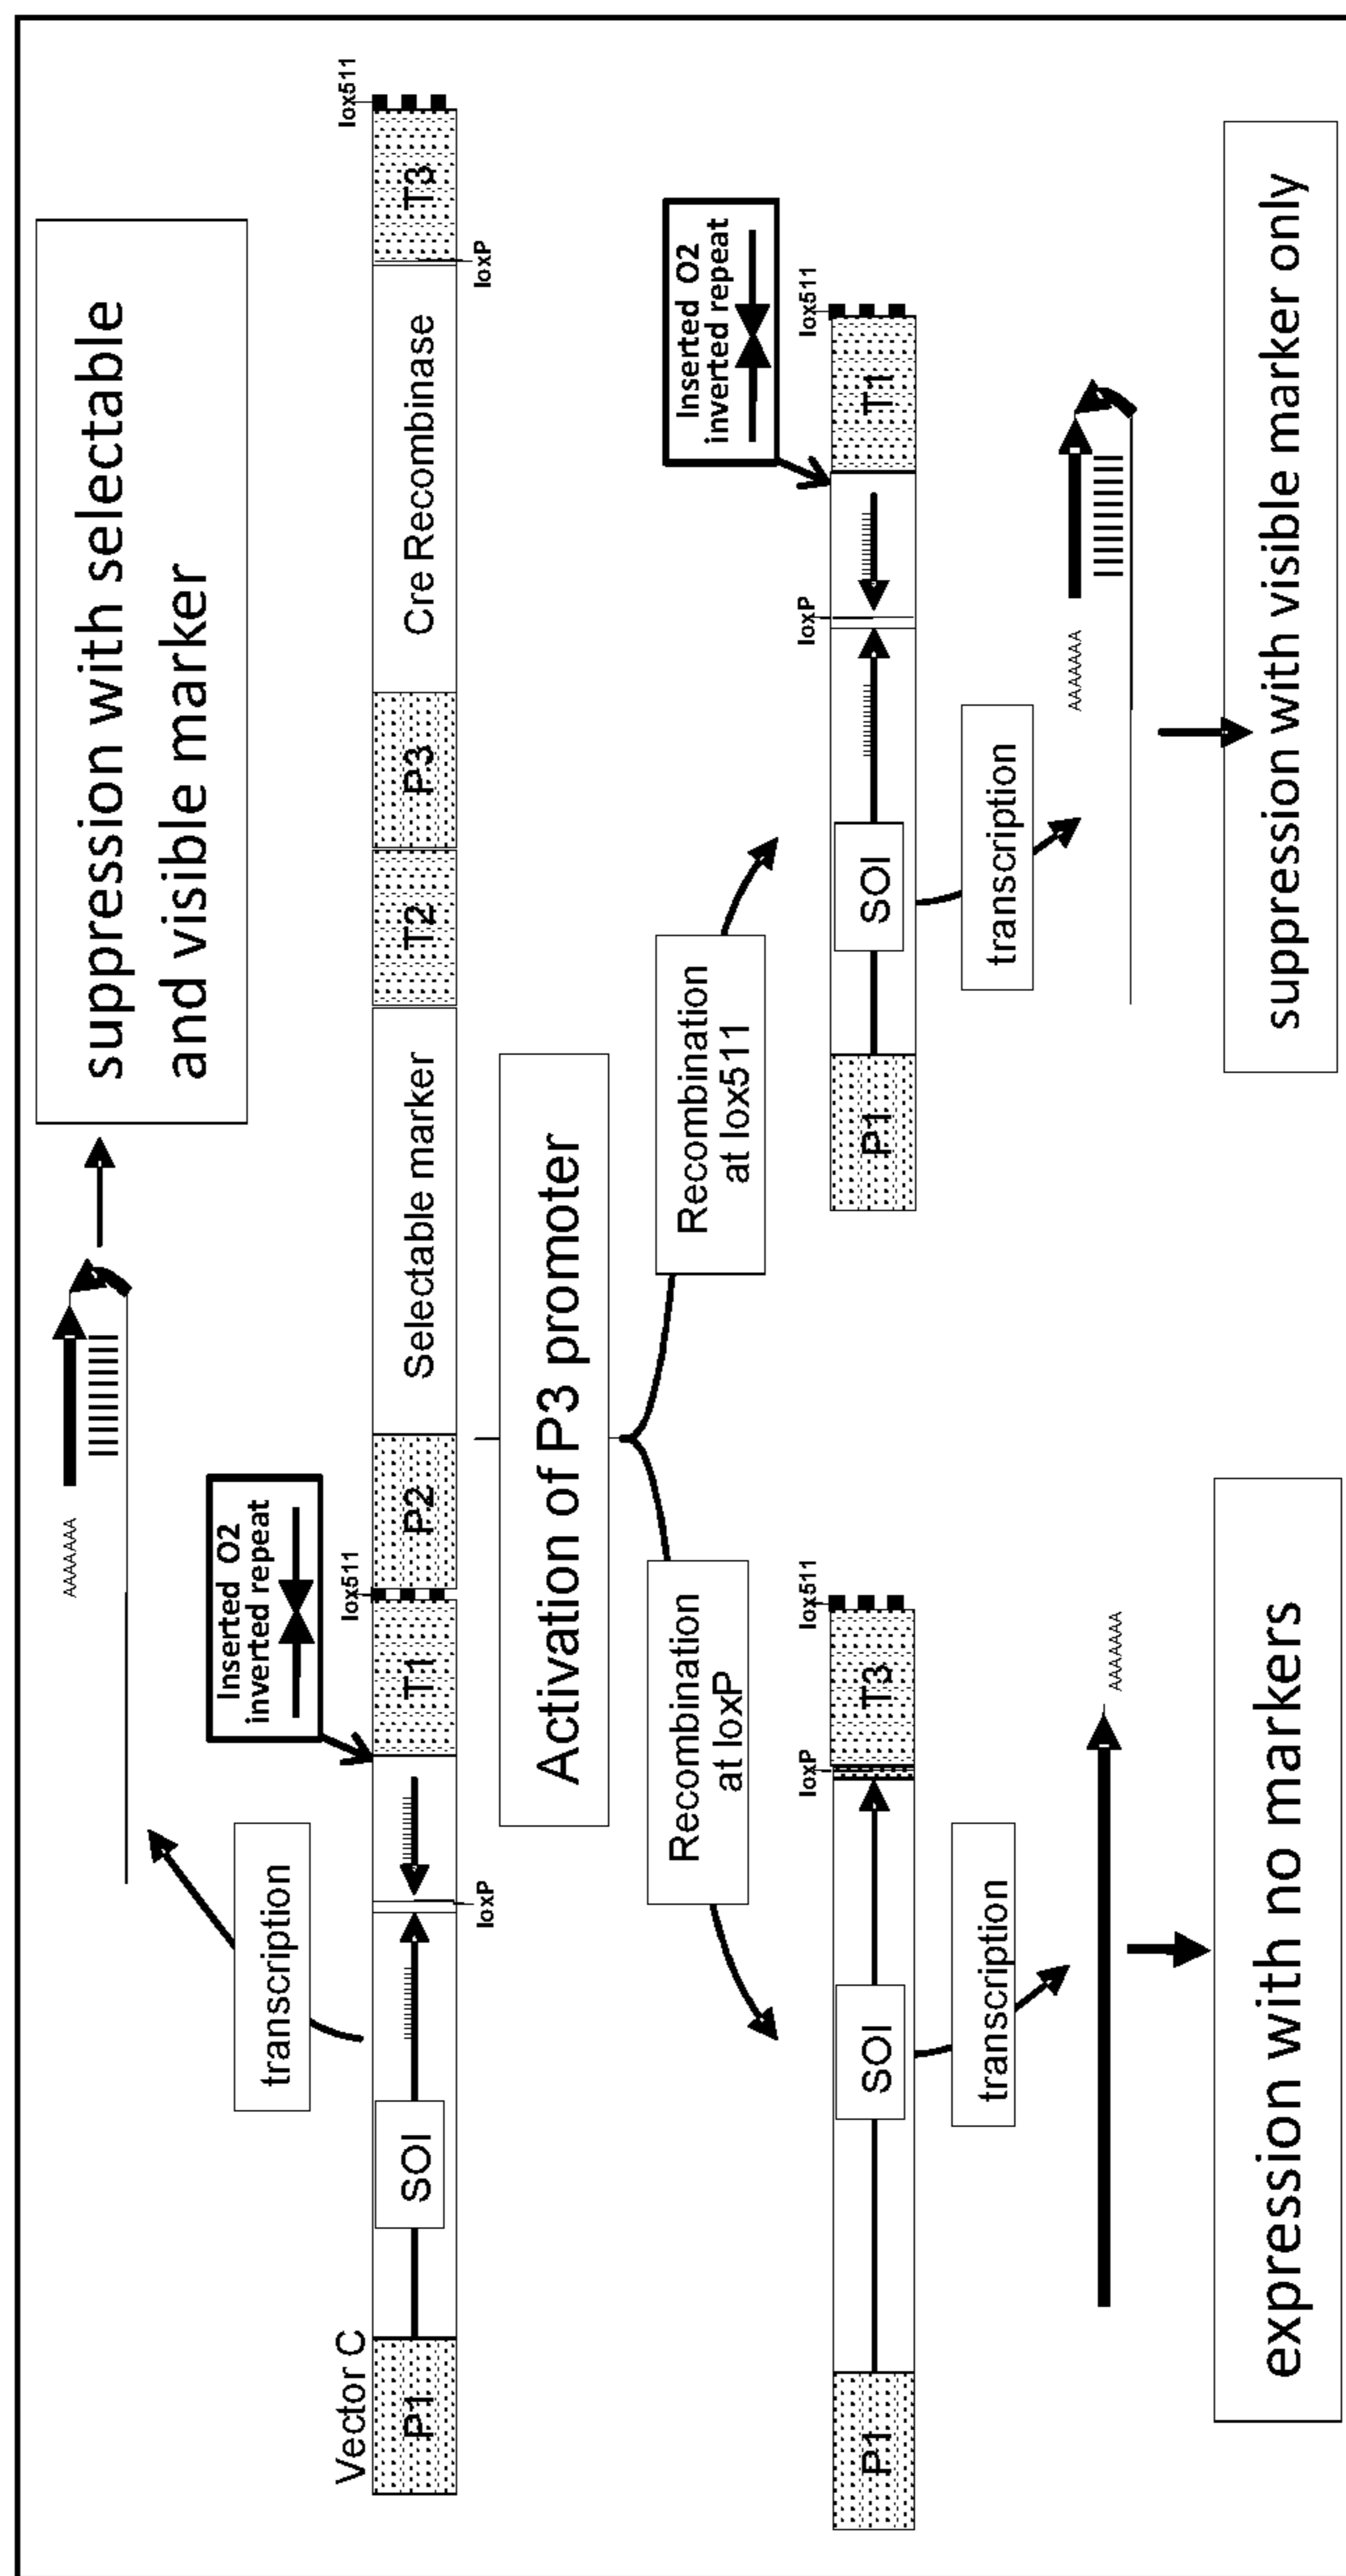 suppression with selectable
and visible marker
AAAAAAA
transcription
Inserted O2
inverted repeat
Vector C
lox511
lox511
P1
SOI
T1
P2
Selectable marker
T2
P3
Cre Recombinase
T3
loxP
loxP
Activation of P3 promoter
Recombination
at loxP
Recombination
at lox511
Inserted O2
inverted repeat
loxP
lox511
P1
SOI
T3
loxP
lox511
P1
SOI
T1
transcription
AAAAAAA
transcription
AAAAAAA
expression with no markers
suppression with visible marker only